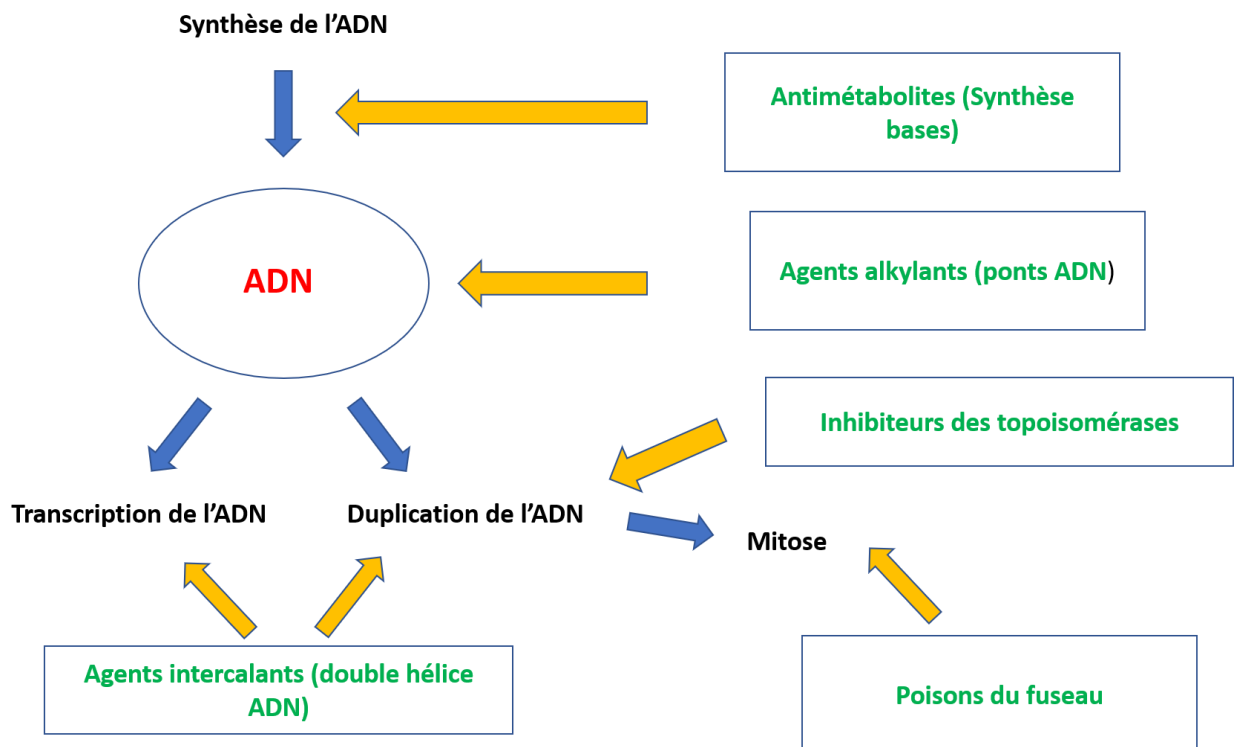 Synthèse de l'ADN
Antimétabolites (Synthèse
bases)
ADN
Agents alkylants (ponts ADN)
Inhibiteurs des topoisomérases
Transcription de l'ADN
Duplication de l'ADN
Mitose
Agents intercalants (double hélice
ADN)
Poisons du fuseau